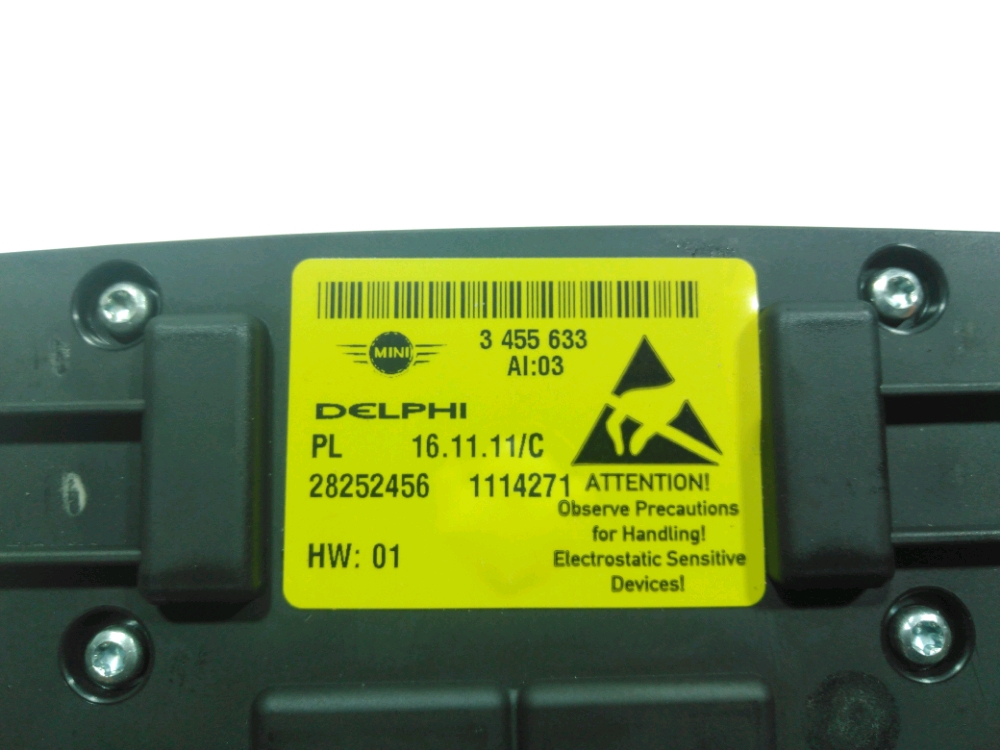 3 455 633
MINI
AI:03
DELPHI
PL 16.11.11/C
28252456 1114271
HW: 01
ATTENTION!
Observe Precautions
for Handling!
Electrostatic Sensitive
Devices!